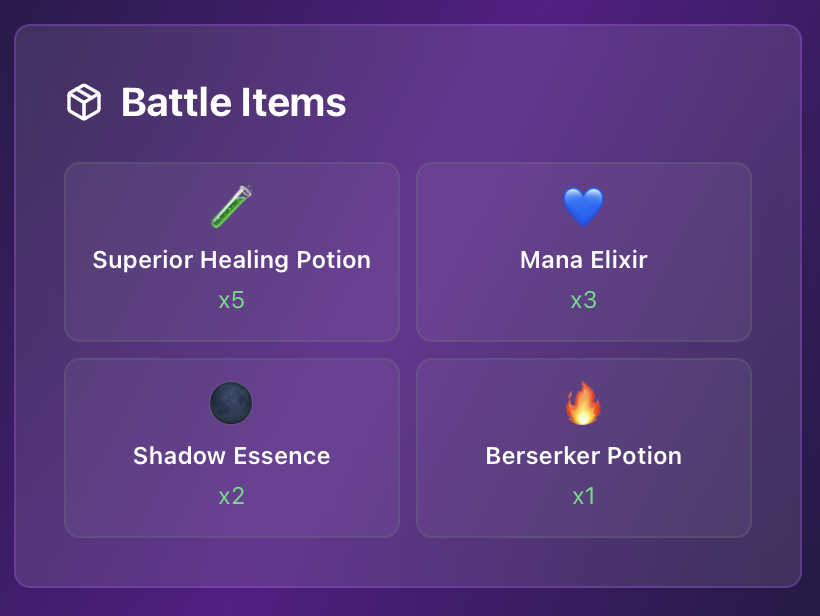 Battle Items
Superior Healing Potion
x5
Mana Elixir
x3
Shadow Essence
x2
Berserker Potion
x1